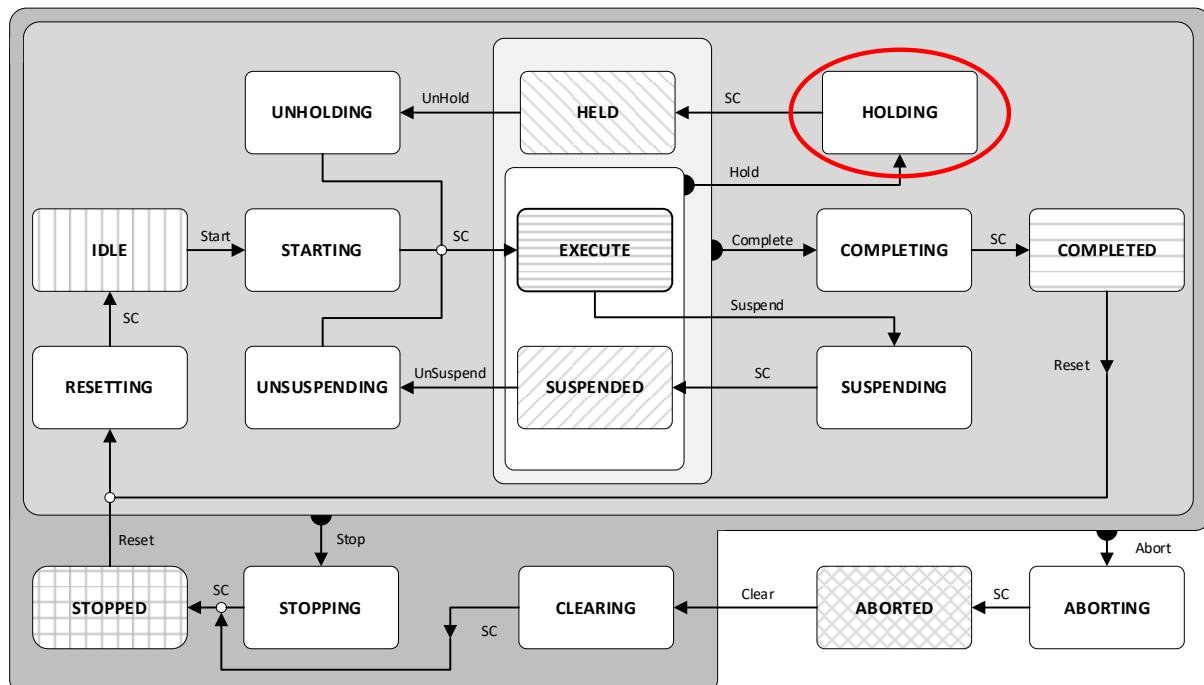 UnHold
SC
UNHOLDING
HELD
HOLDING
Hold
IDLE
Start
STARTING
SC
EXECUTE
Complete
COMPLETING
SC
COMPLETED
SC
Suspend
RESETTING
UNSUSPENDING
UnSuspend
SUSPENDED
SC
SUSPENDING
Reset
Reset
Stop
Abort
STOPPED
SC
STOPPING
CLEARING
SC
Clear
ABORTED
SC
ABORTING